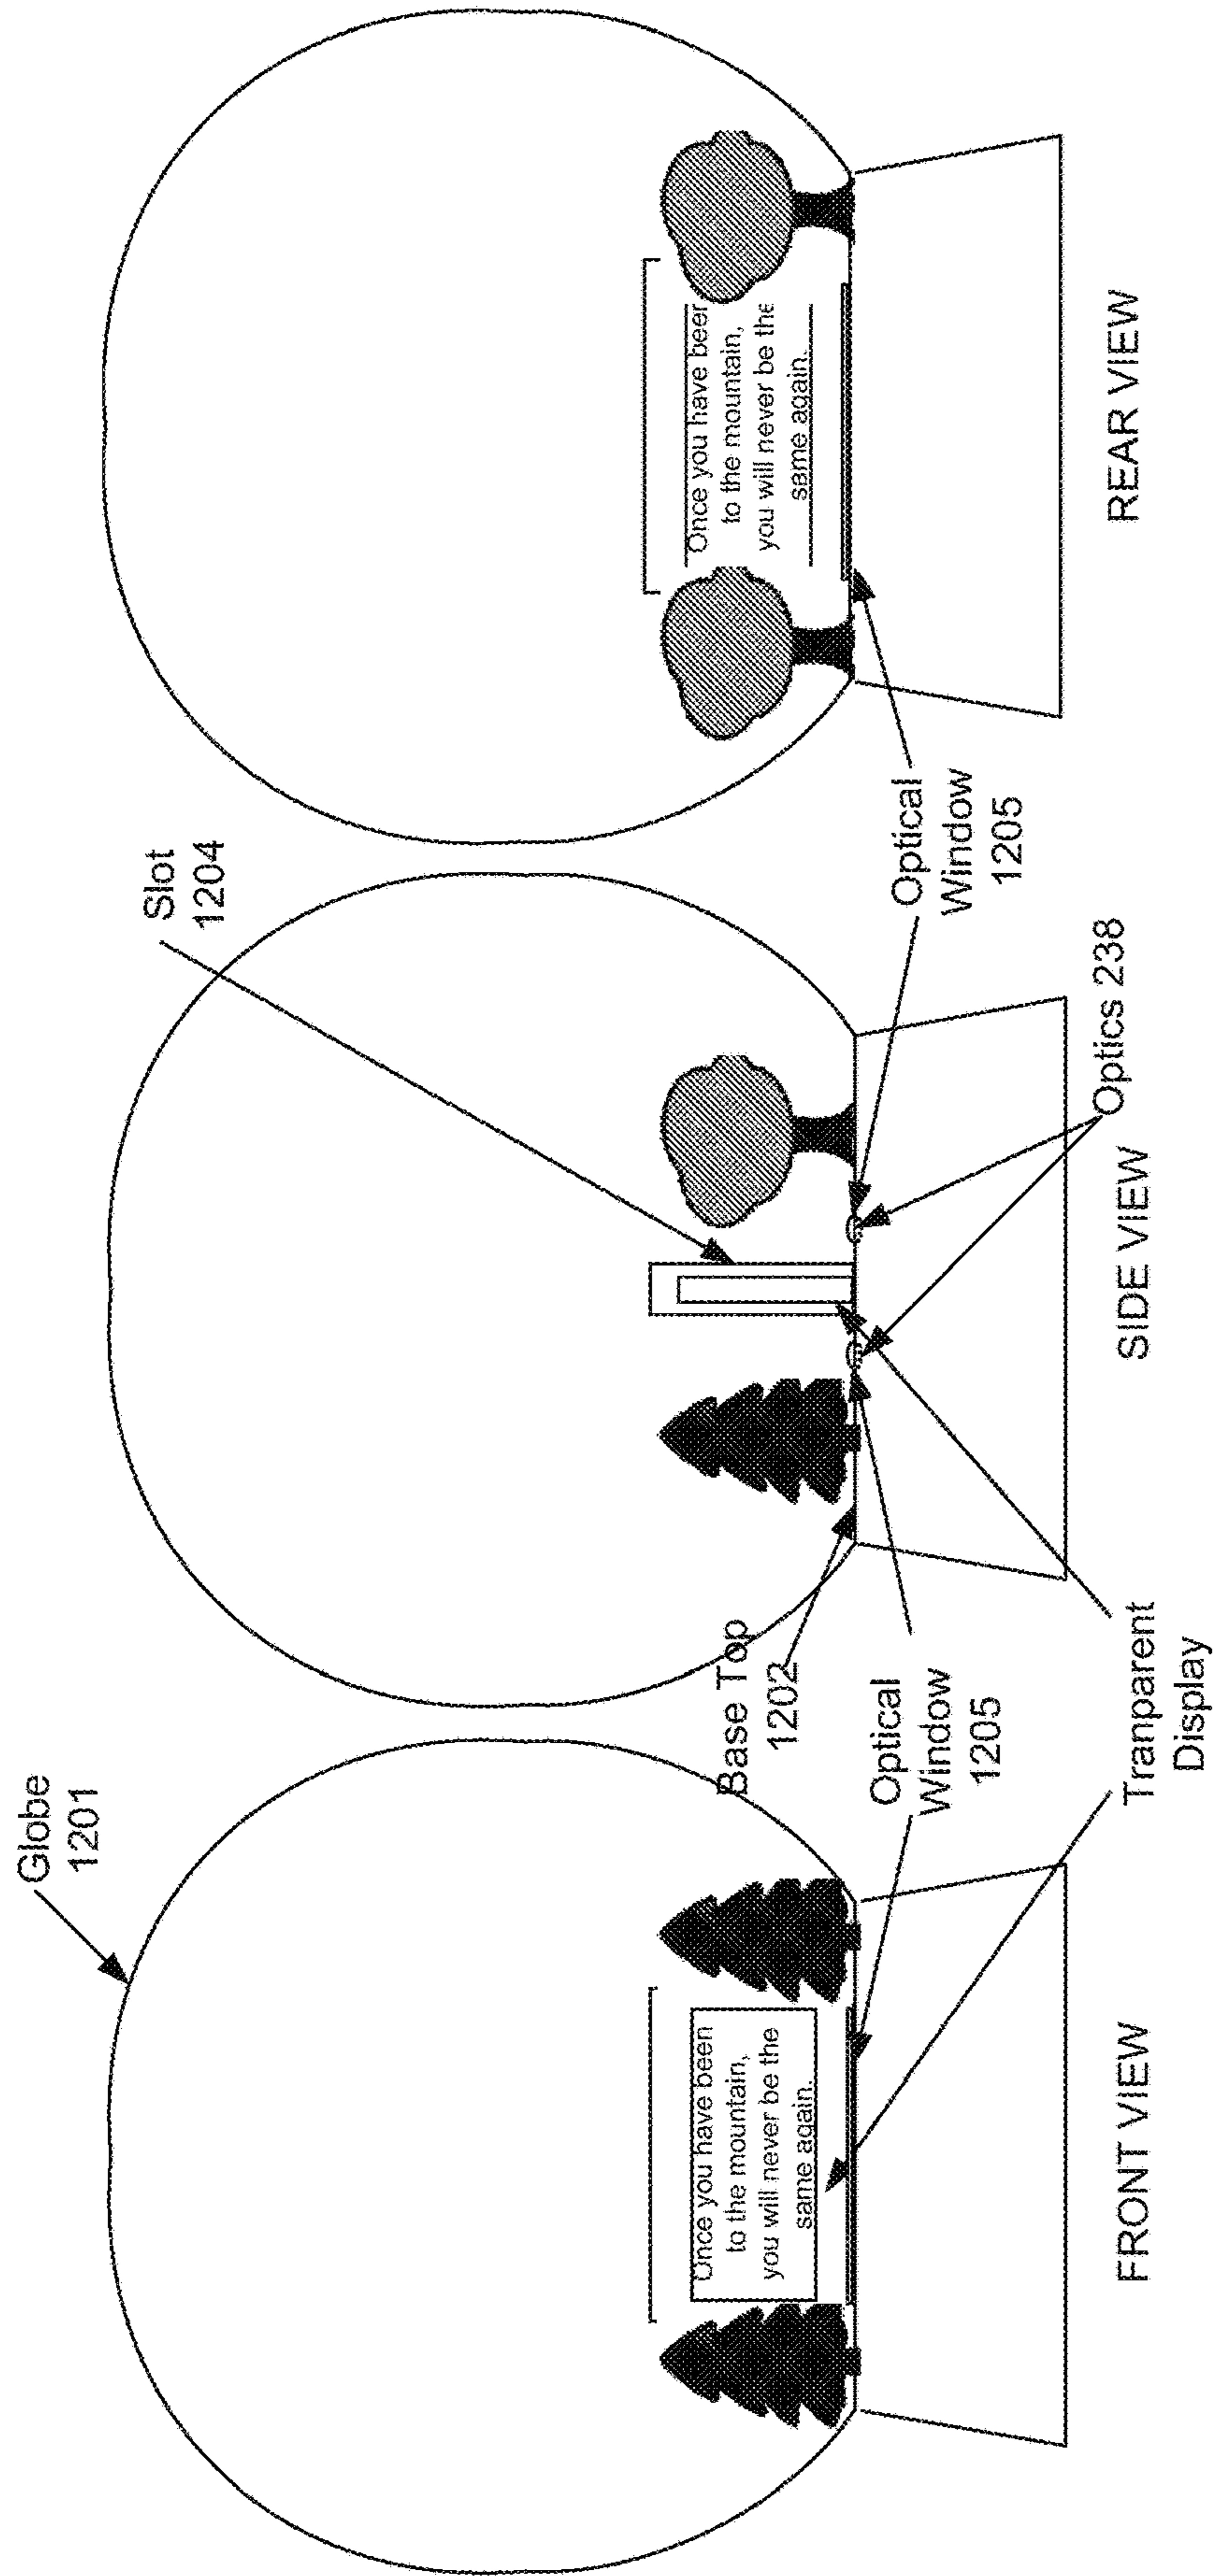 Globe
1201
Slot
1204
Once you have been
to the mountain,
you will never be the
same again.
Once you have beer
to the mountain,
you will never be the
same again.
Base Top
1202
Optical
Window
1205
Optical
Window
1205
Optics 238
Tranparent
Display
FRONT VIEW
SIDE VIEW
REAR VIEW